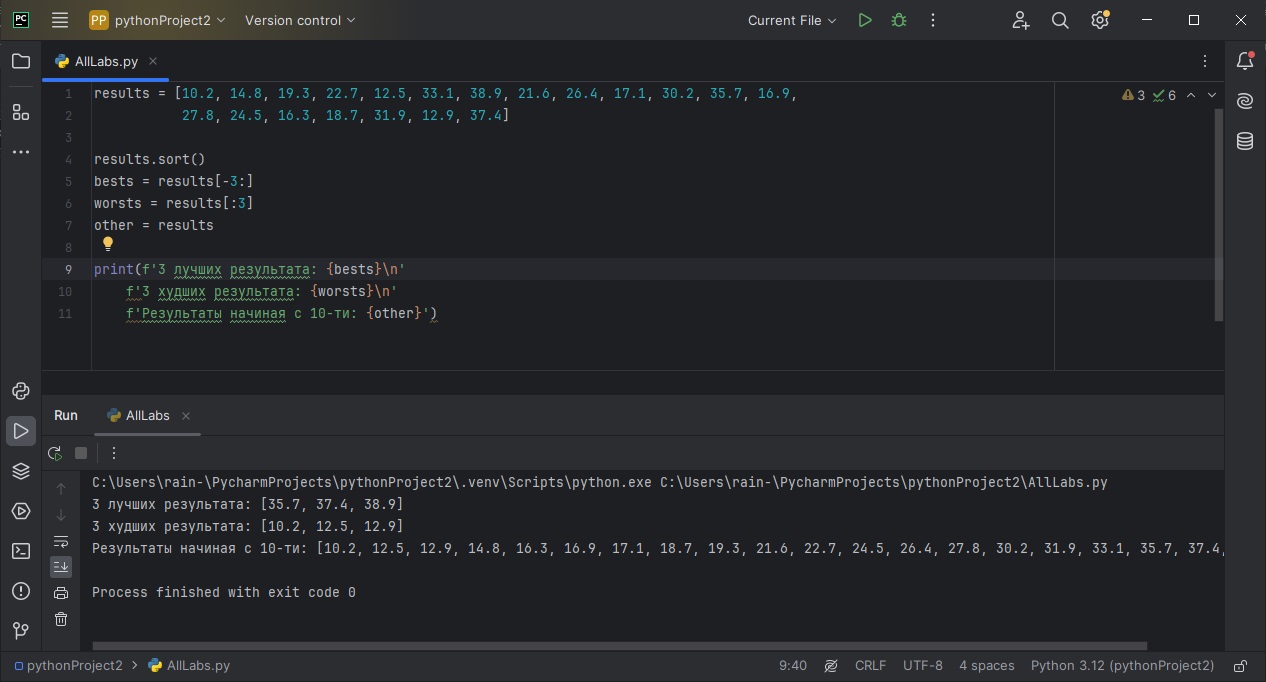 PC PP pythonProject2 Version control Current File
AllLabs.py
1 results = [10.2, 14.8, 19.3, 22.7, 12.5, 33.1, 38.9, 21.6, 26.4, 17.1, 30.2, 35.7, 16.9,
3 6
2 27.8, 24.5, 16.3, 18.7, 31.9, 12.9, 37.4]
3
4 results.sort()
5 bests = results[-3:]
6 worsts = results[:3]
7 other = results
8
9 print(f'3 лучших результата: {bests}\n'
10 f'3 худших результата: {worsts}\n'
11 f'Результаты начиная с 10-ти: {other}')
Run AllLabs
C:\Users\rain-\PycharmProjects\pythonProject2\.venv\Scripts\python.exe C:\Users\rain-\PycharmProjects\pythonProject2\AllLabs.py
3 лучших результата: [35.7, 37.4, 38.9]
3 худших результата: [10.2, 12.5, 12.9]
Результаты начиная с 10-ти: [10.2, 12.5, 12.9, 14.8, 16.3, 16.9, 17.1, 18.7, 19.3, 21.6, 22.7, 24.5, 26.4, 27.8, 30.2, 31.9, 33.1, 35.7, 37.4,
Process finished with exit code 0
pythonProject2 > AllLabs.py 9:40 CRLF UTF-8 4 spaces Python 3.12 (pythonProject2)